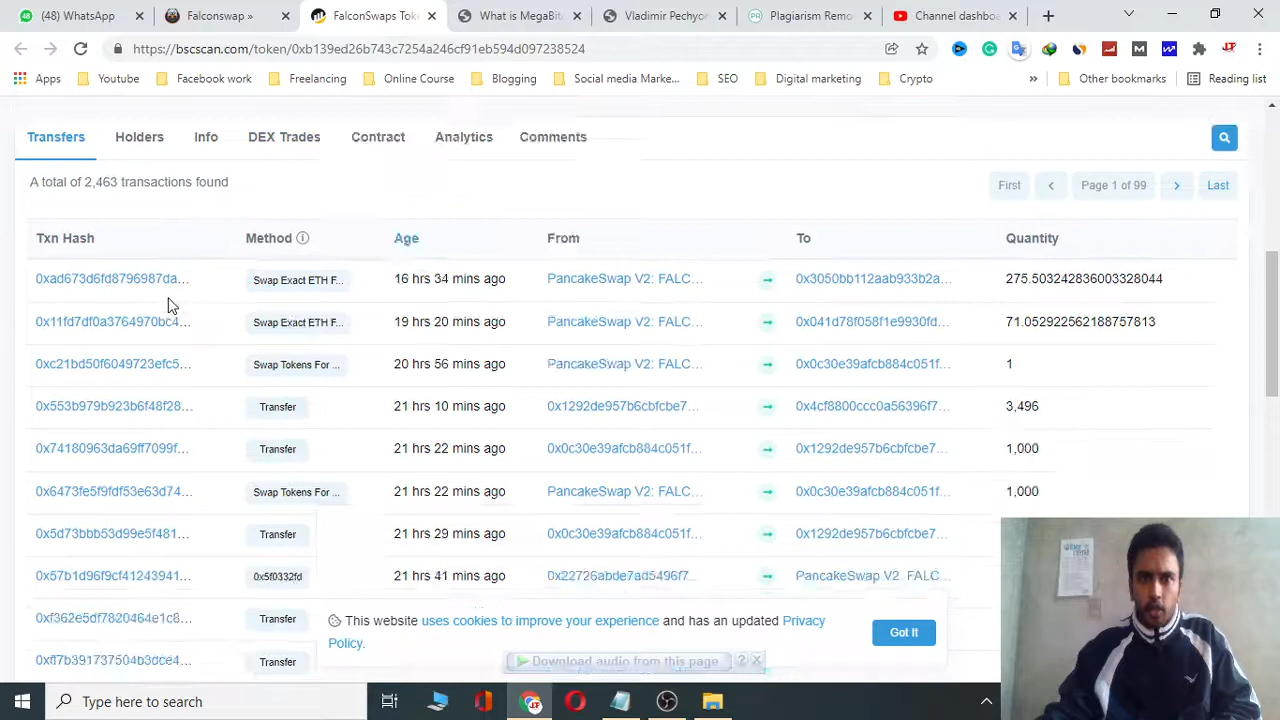 (48) WhatsApp
Falconswap »
FalconSwaps Tok
What is MegaBit
Vladimir Pechyor
Plagiarism Remo
Channel dashboa
https://bscscan.com/token/0xb139ed26b743c7254a246cf91eb594d097238524
Apps Youtube Facebook work Freelancing Online Course Blogging Social media Marke... SEO Digital marketing Crypto » Other bookmarks Reading list
Transfers Holders Info DEX Trades Contract Analytics Comments
A total of 2,463 transactions found
First Page 1 of 99 Last
Txn Hash Method Age From To Quantity
0xad673d6fd8796987da... Swap Exact ETH F... 16 hrs 34 mins ago PancakeSwap V2: FALC... 0x3050bb112aab933b2a... 275.503242836003328044
0x11fd7df0a3764970bc4... Swap Exact ETH F... 19 hrs 20 mins ago PancakeSwap V2: FALC... 0x041d78f058f1e9930fd... 71.052922562188757813
0xc21bd50f6049723efc5... Swap Tokens For ... 20 hrs 56 mins ago PancakeSwap V2: FALC... 0x0c30e39afcb884c051f... 1
0x553b979b923b6f48f28... Transfer 21 hrs 10 mins ago 0x1292de957b6cbfcbe7... 0x4cf8800ccc0a56396f7... 3,496
0x74180963da69ff7099f... Transfer 21 hrs 22 mins ago 0x0c30e39afcb884c051f... 0x1292de957b6cbfcbe7... 1,000
0x6473fe5f9fdf53e63d74... Swap Tokens For ... 21 hrs 22 mins ago PancakeSwap V2: FALC... 0x0c30e39afcb884c051f... 1,000
0x5d73bbb53d99e5f481... Transfer 21 hrs 29 mins ago 0x0c30e39afcb884c051f... 0x1292de957b6cbfcbe7...
0x57b1d96f9cf41243941... 0x5f0332fd 21 hrs 41 mins ago 0x22726abde7ad5496f7... PancakeSwap V2: FALC...
0xf362e5df7820464e1c8... Transfer
0xff7b391737504b3dce4... Transfer
This website uses cookies to improve your experience and has an updated Privacy
Policy.
Got It
Download audio from this page ?
Type here to search